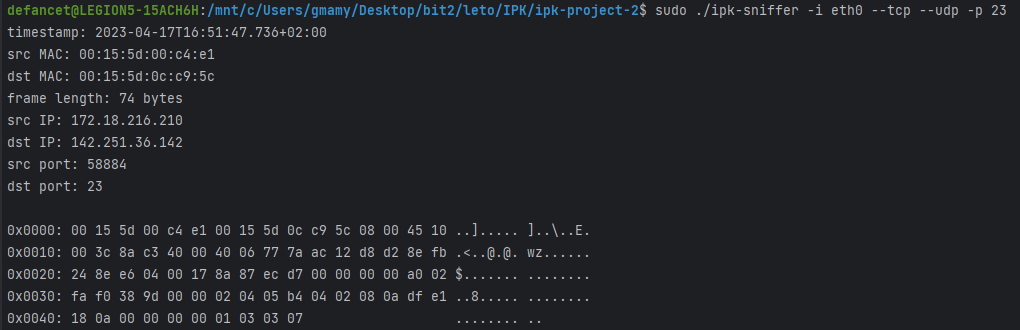 defancet@LEGION5-15ACH6H:/mnt/c/Users/gmamy/Desktop/bit2/leto/IPK/ipk-project-2$ sudo ./ipk-sniffer -i eth0 --tcp --udp -p 23
timestamp: 2023-04-17T16:51:47.736+02:00
src MAC: 00:15:5d:00:c4:e1
dst MAC: 00:15:5d:0c:c9:5c
frame length: 74 bytes
src IP: 172.18.216.210
dst IP: 142.251.36.142
src port: 58884
dst port: 23

0x0000: 00 15 5d 00 c4 e1 00 15 5d 0c c9 5c 08 00 45 10 ..]..... ]..\..E.
0x0010: 00 3c 8a c3 40 00 40 06 77 7a ac 12 d8 d2 8e fb .<..@.@. wz......
0x0020: 24 8e e6 04 00 17 8a 87 ec d7 00 00 00 00 a0 02 $....... ........
0x0030: fa f0 38 9d 00 00 02 04 05 b4 04 02 08 0a df e1 ..8..... ........
0x0040: 18 0a 00 00 00 00 01 03 03 07                   ........ ..